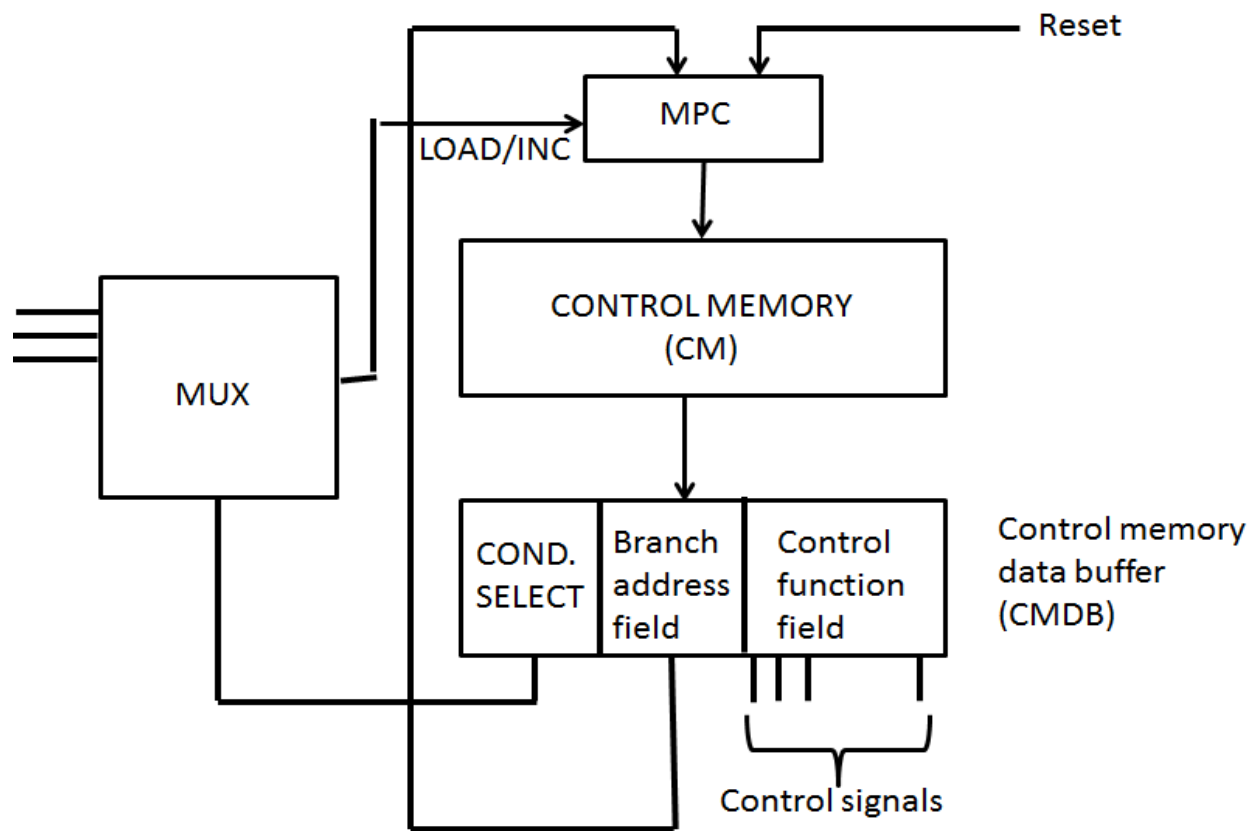 Reset
MPC
LOAD/INC
CONTROL MEMORY
(CM)
MUX
COND.
SELECT
Branch
address
field
Control
function
field
Control memory
data buffer
(CMDB)
Control signals